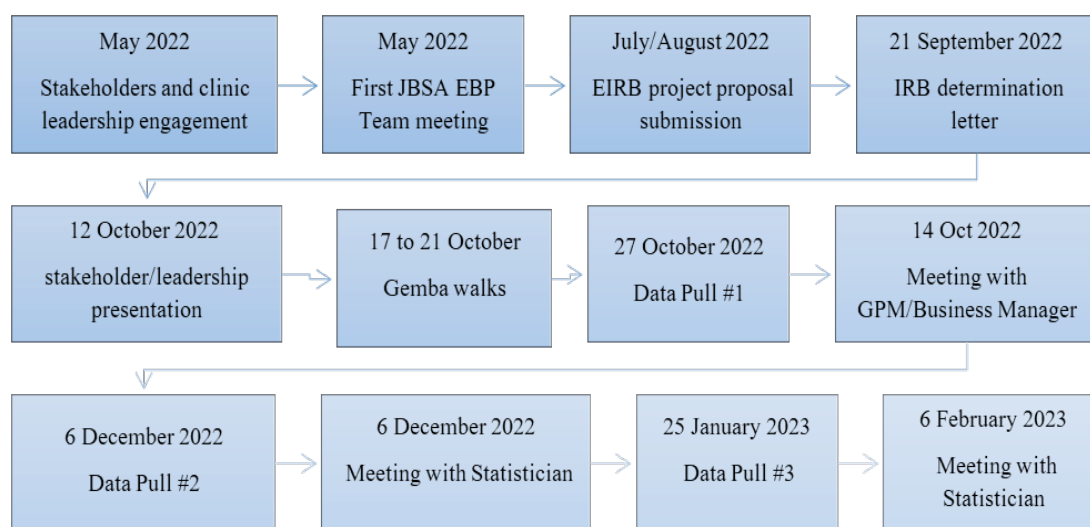 May 2022
Stakeholders and clinic
leadership engagement
May 2022
First JBSA EBP
Team meeting
July/August 2022
EIRB project proposal
submission
21 September 2022
IRB determination
letter
12 October 2022
stakeholder/leadership
presentation
17 to 21 October
Gemba walks
27 October 2022
Data Pull #1
14 Oct 2022
Meeting with
GPM/Business Manager
6 December 2022
Data Pull #2
6 December 2022
Meeting with Statistician
25 January 2023
Data Pull #3
6 February 2023
Meeting with
Statistician